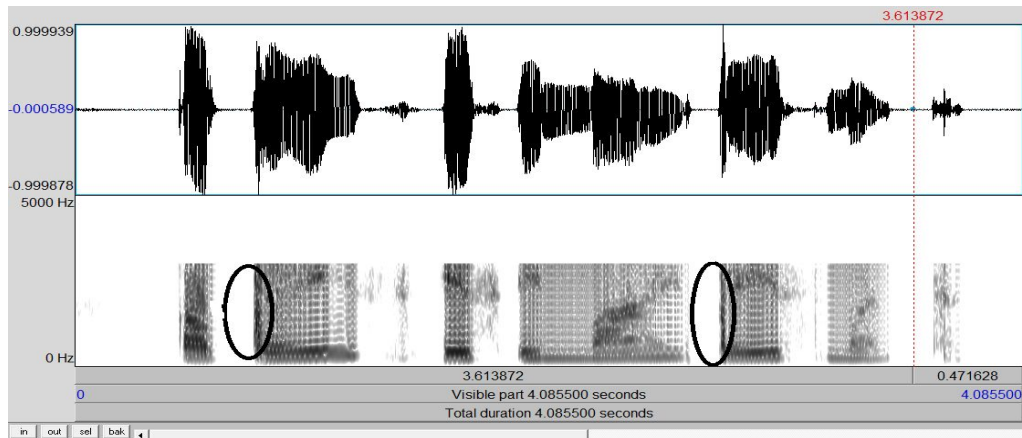 3.613872
0.999939
-0.000589
-0.999878
5000 Hz
0 Hz
3.613872 0.471628
0 Visible part 4.085500 seconds 4.085500
Total duration 4.085500 seconds
in out sel bak